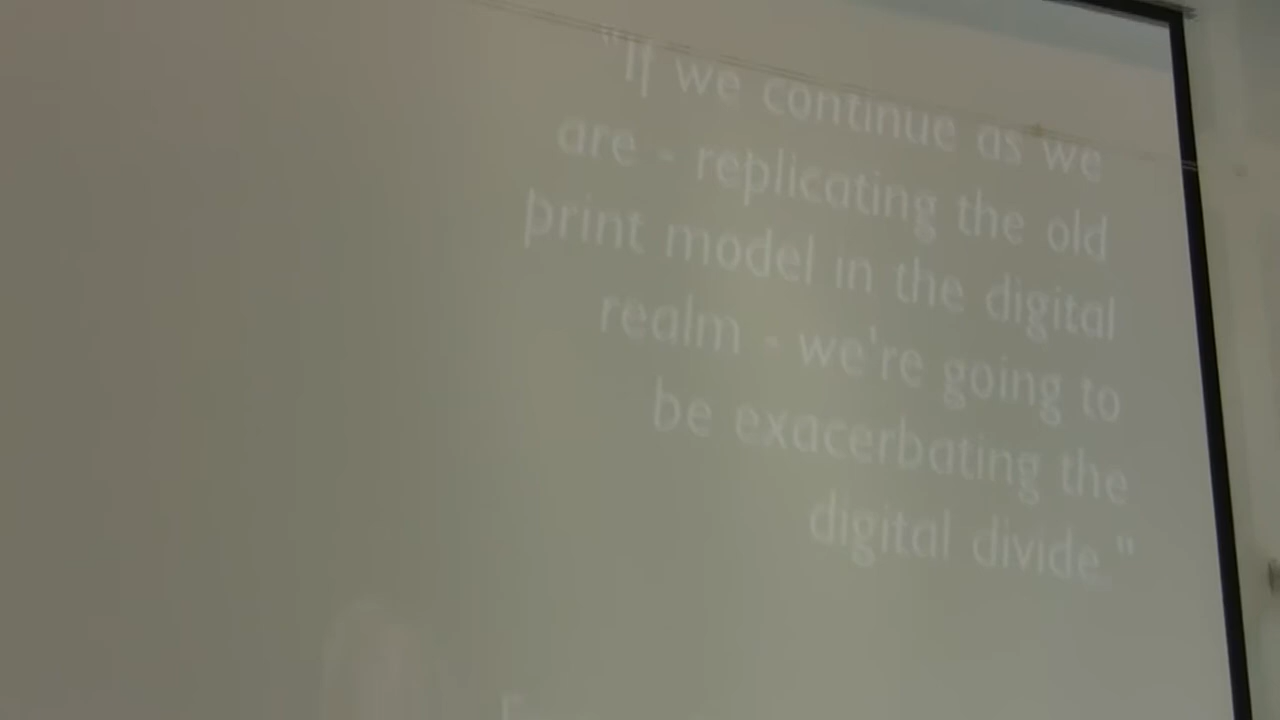 "If we continue as we
are - replicating the old
print model in the digital
realm - we're going to
be exacerbating the
digital divide."